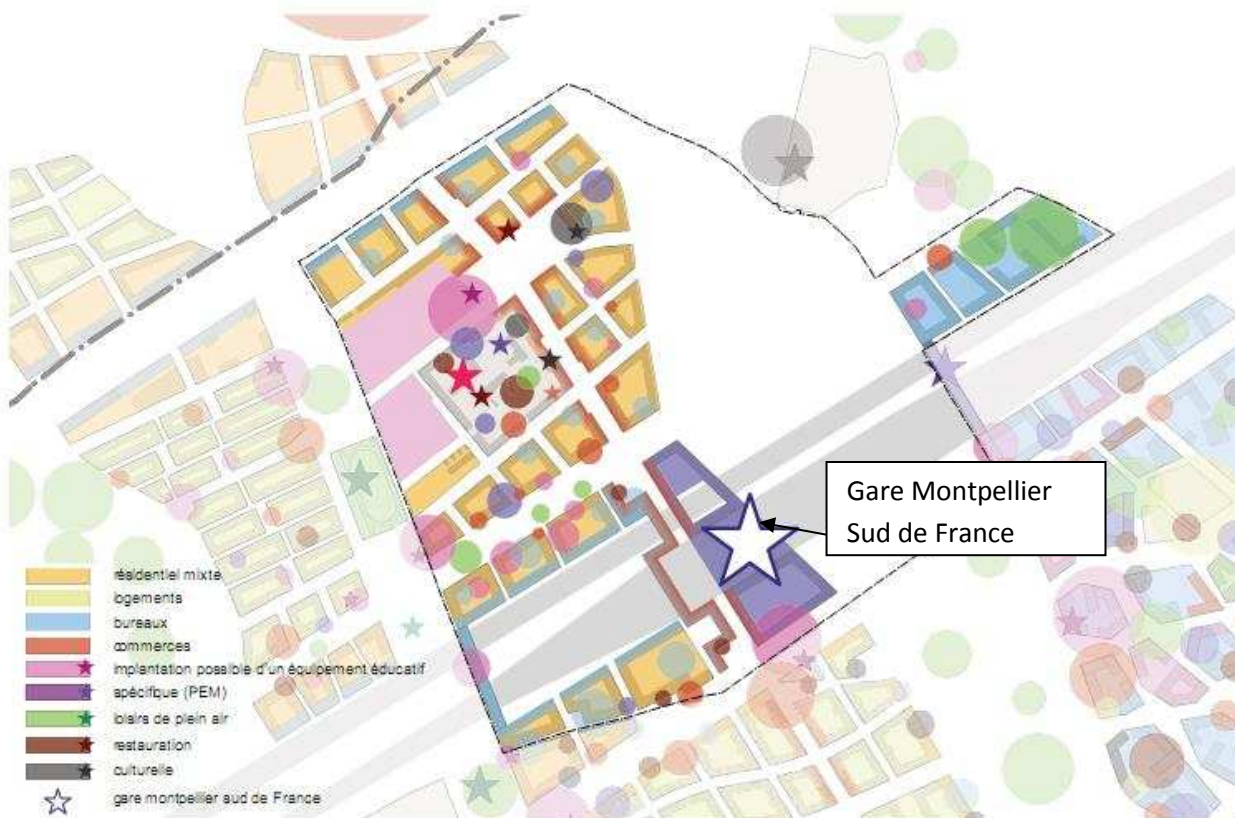 Gare Montpellier
Sud de France
résidentiel mixte
logements
bureaux
commerces
implantation possible d'un équipement éducatif
spécifique (PEM)
loisirs de plein air
restauration
culturelle
gare montpellier sud de France